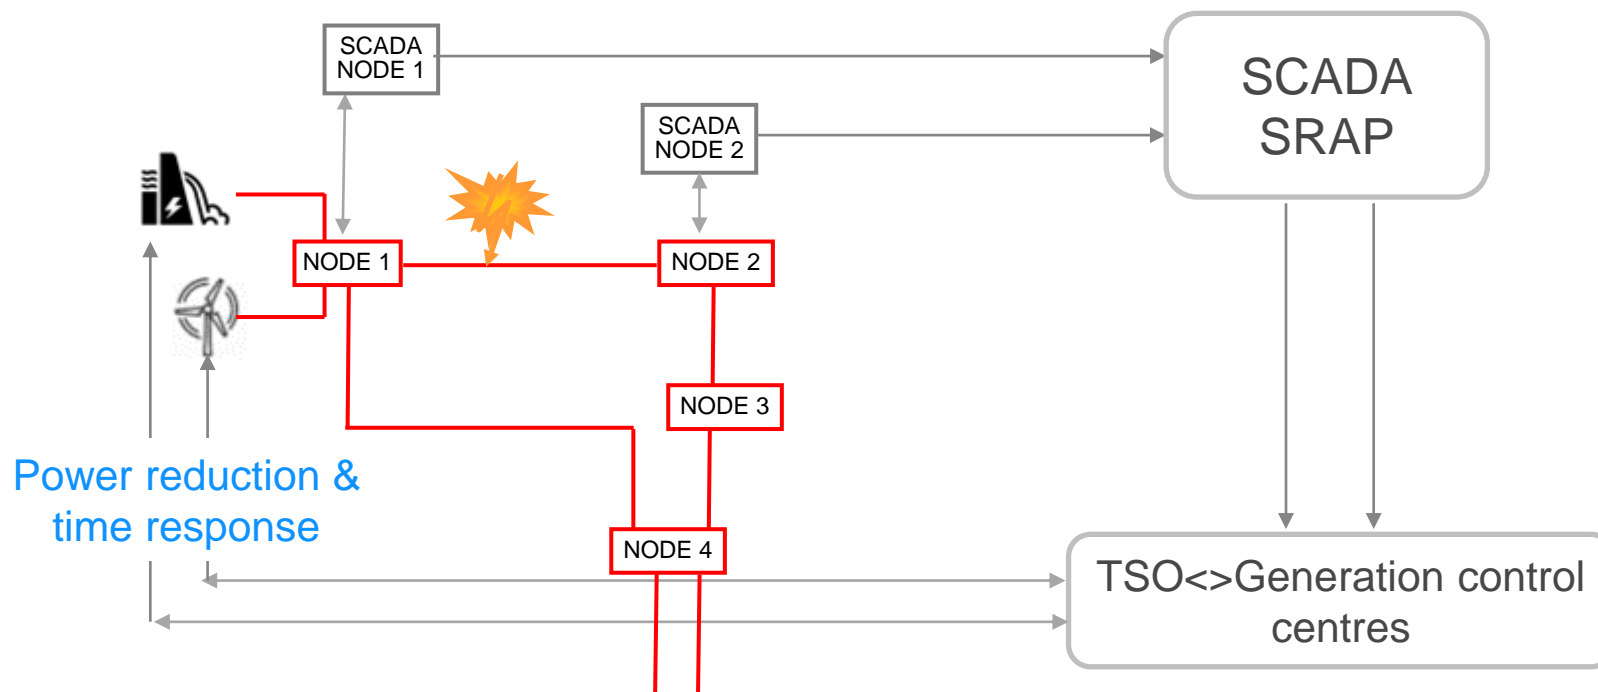 SCADA
NODE 1
SCADA
SRAP
SCADA
NODE 2
NODE 1
NODE 2
NODE 3
Power reduction &
time response
NODE 4
TSO<>Generation control
centres